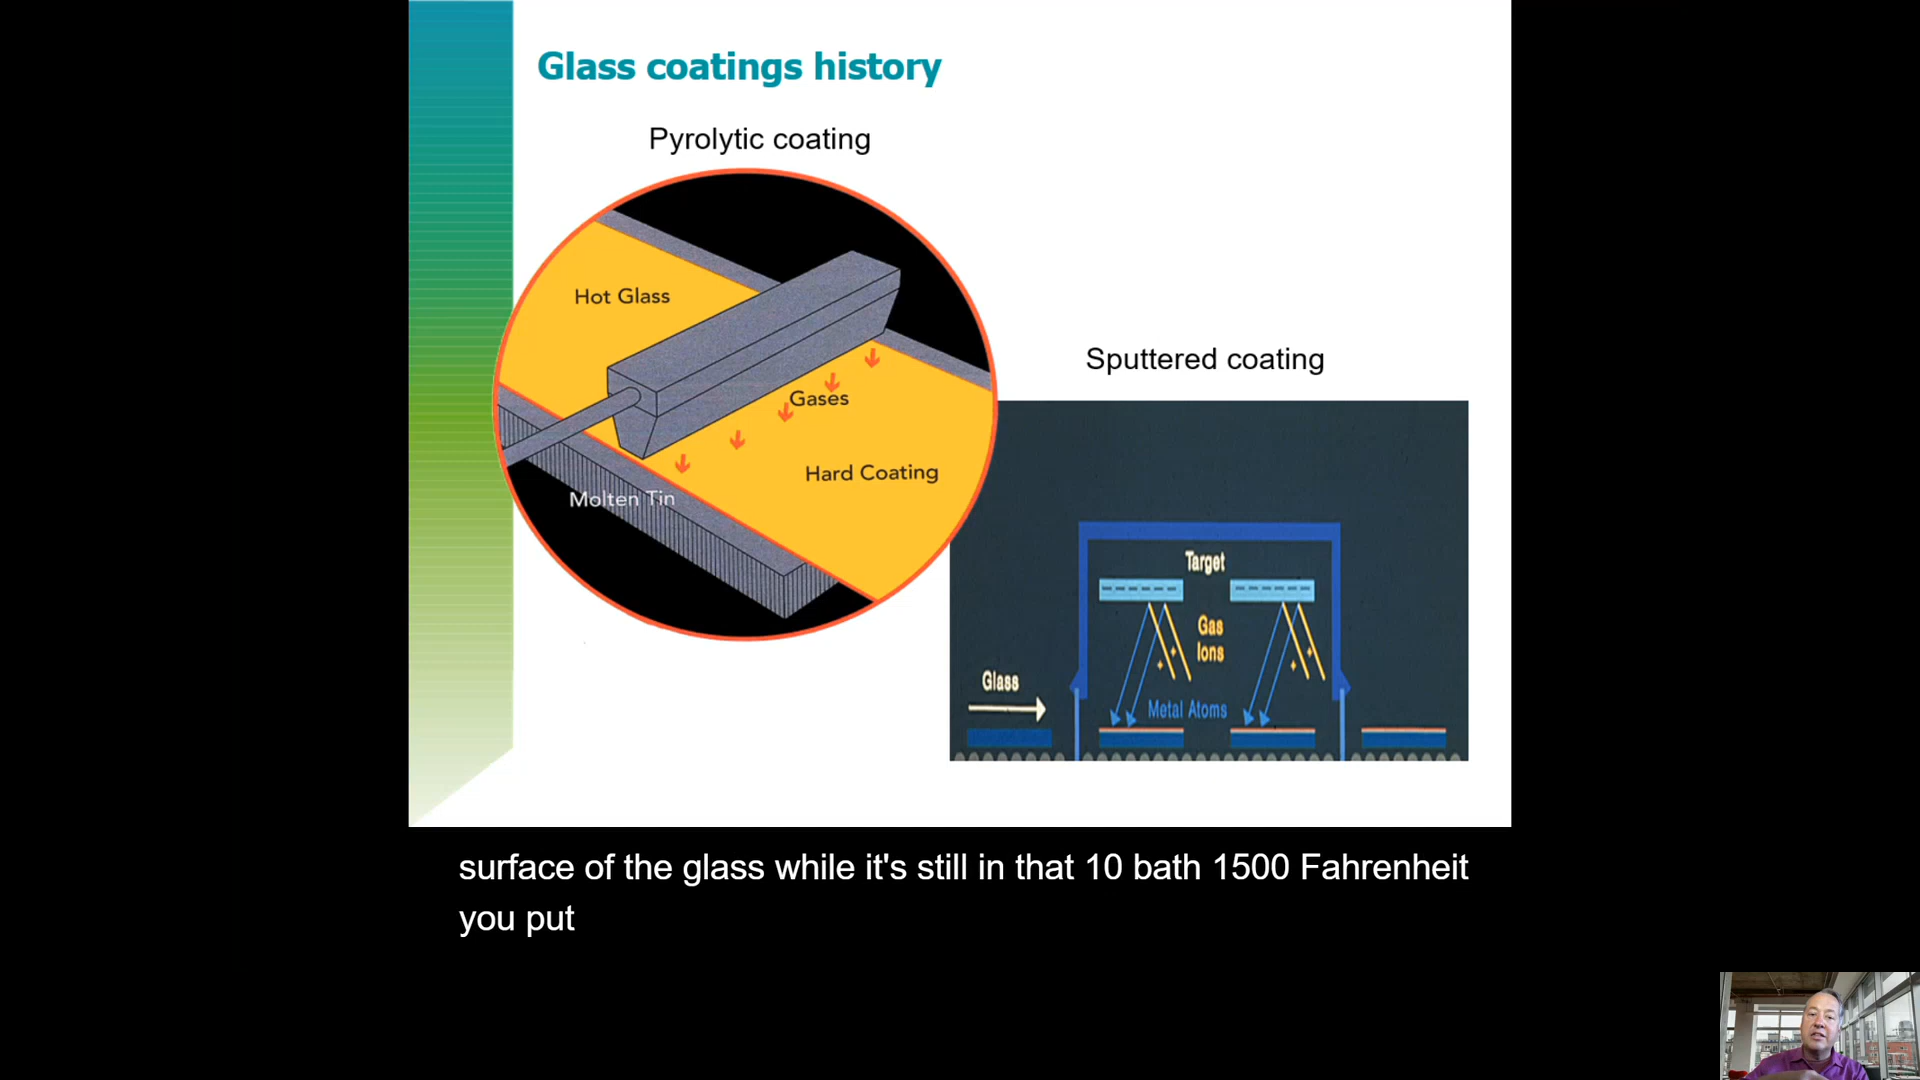 Glass coatings history
Pyrolytic coating
Hot Glass
Gases
Hard Coating
Molten Tin
Sputtered coating
Target
Gas
Ions
Glass
Metal Atoms
surface of the glass while it's still in that 10 bath 1500 Fahrenheit
you put